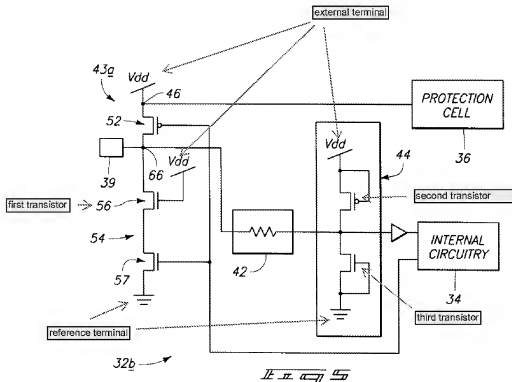 external terminal
Vdd
43a
46
52
PROTECTION
CELL
36
39
66
Vdd
Vdd
44
first transistor
56
second transistor
54
42
INTERNAL
CIRCUITRY
34
57
third transistor
reference terminal
32b
FIG 5